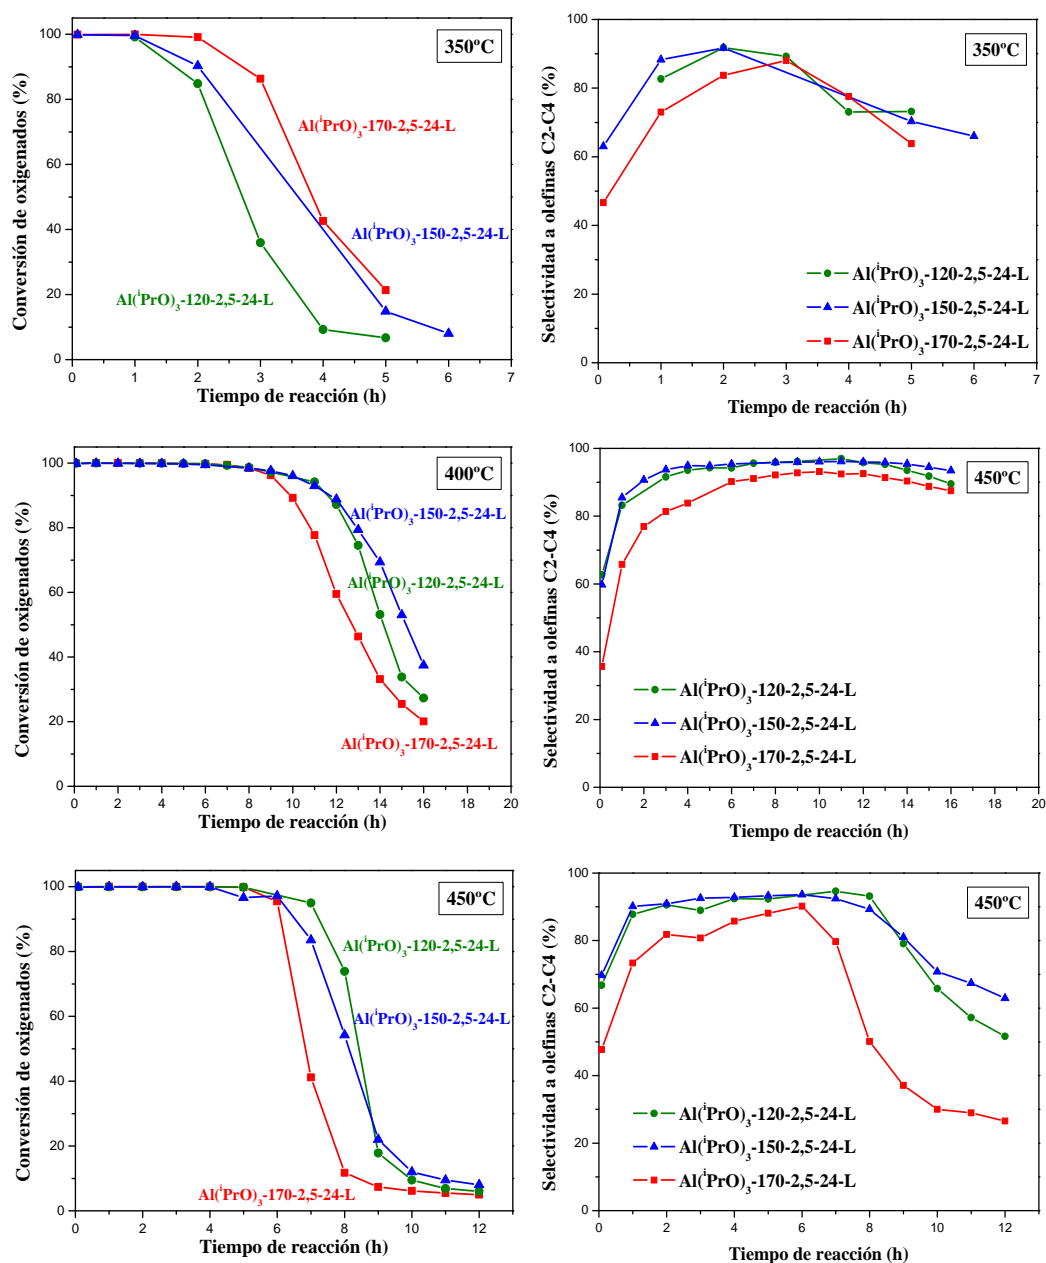 100
80
60
40
20
0
0 1 2 3 4 5 6 7
Conversión de oxigenados (%)
Tiempo de reacción (h)
350ºC
Al(ⁱPrO)₃-170-2,5-24-L
Al(ⁱPrO)₃-150-2,5-24-L
Al(ⁱPrO)₃-120-2,5-24-L
100
80
60
40
20
0
0 1 2 3 4 5 6 7
Selectividad a olefinas C2-C4 (%)
Tiempo de reacción (h)
350ºC
Al(ⁱPrO)₃-120-2,5-24-L
Al(ⁱPrO)₃-150-2,5-24-L
Al(ⁱPrO)₃-170-2,5-24-L
100
80
60
40
20
0
0 2 4 6 8 10 12 14 16 18 20
Conversión de oxigenados (%)
Tiempo de reacción (h)
400ºC
Al(ⁱPrO)₃-150-2,5-24-L
Al(ⁱPrO)₃-120-2,5-24-L
Al(ⁱPrO)₃-170-2,5-24-L
100
80
60
40
20
0
0 2 4 6 8 10 12 14 16 18 20
Selectividad a olefinas C2-C4 (%)
Tiempo de reacción (h)
450ºC
Al(ⁱPrO)₃-120-2,5-24-L
Al(ⁱPrO)₃-150-2,5-24-L
Al(ⁱPrO)₃-170-2,5-24-L
100
80
60
40
20
0
0 2 4 6 8 10 12
Conversión de oxigenados (%)
Tiempo de reacción (h)
450ºC
Al(ⁱPrO)₃-120-2,5-24-L
Al(ⁱPrO)₃-150-2,5-24-L
Al(ⁱPrO)₃-170-2,5-24-L
100
80
60
40
20
0
0 2 4 6 8 10 12
Selectividad a olefinas C2-C4 (%)
Tiempo de reacción (h)
450ºC
Al(ⁱPrO)₃-120-2,5-24-L
Al(ⁱPrO)₃-150-2,5-24-L
Al(ⁱPrO)₃-170-2,5-24-L